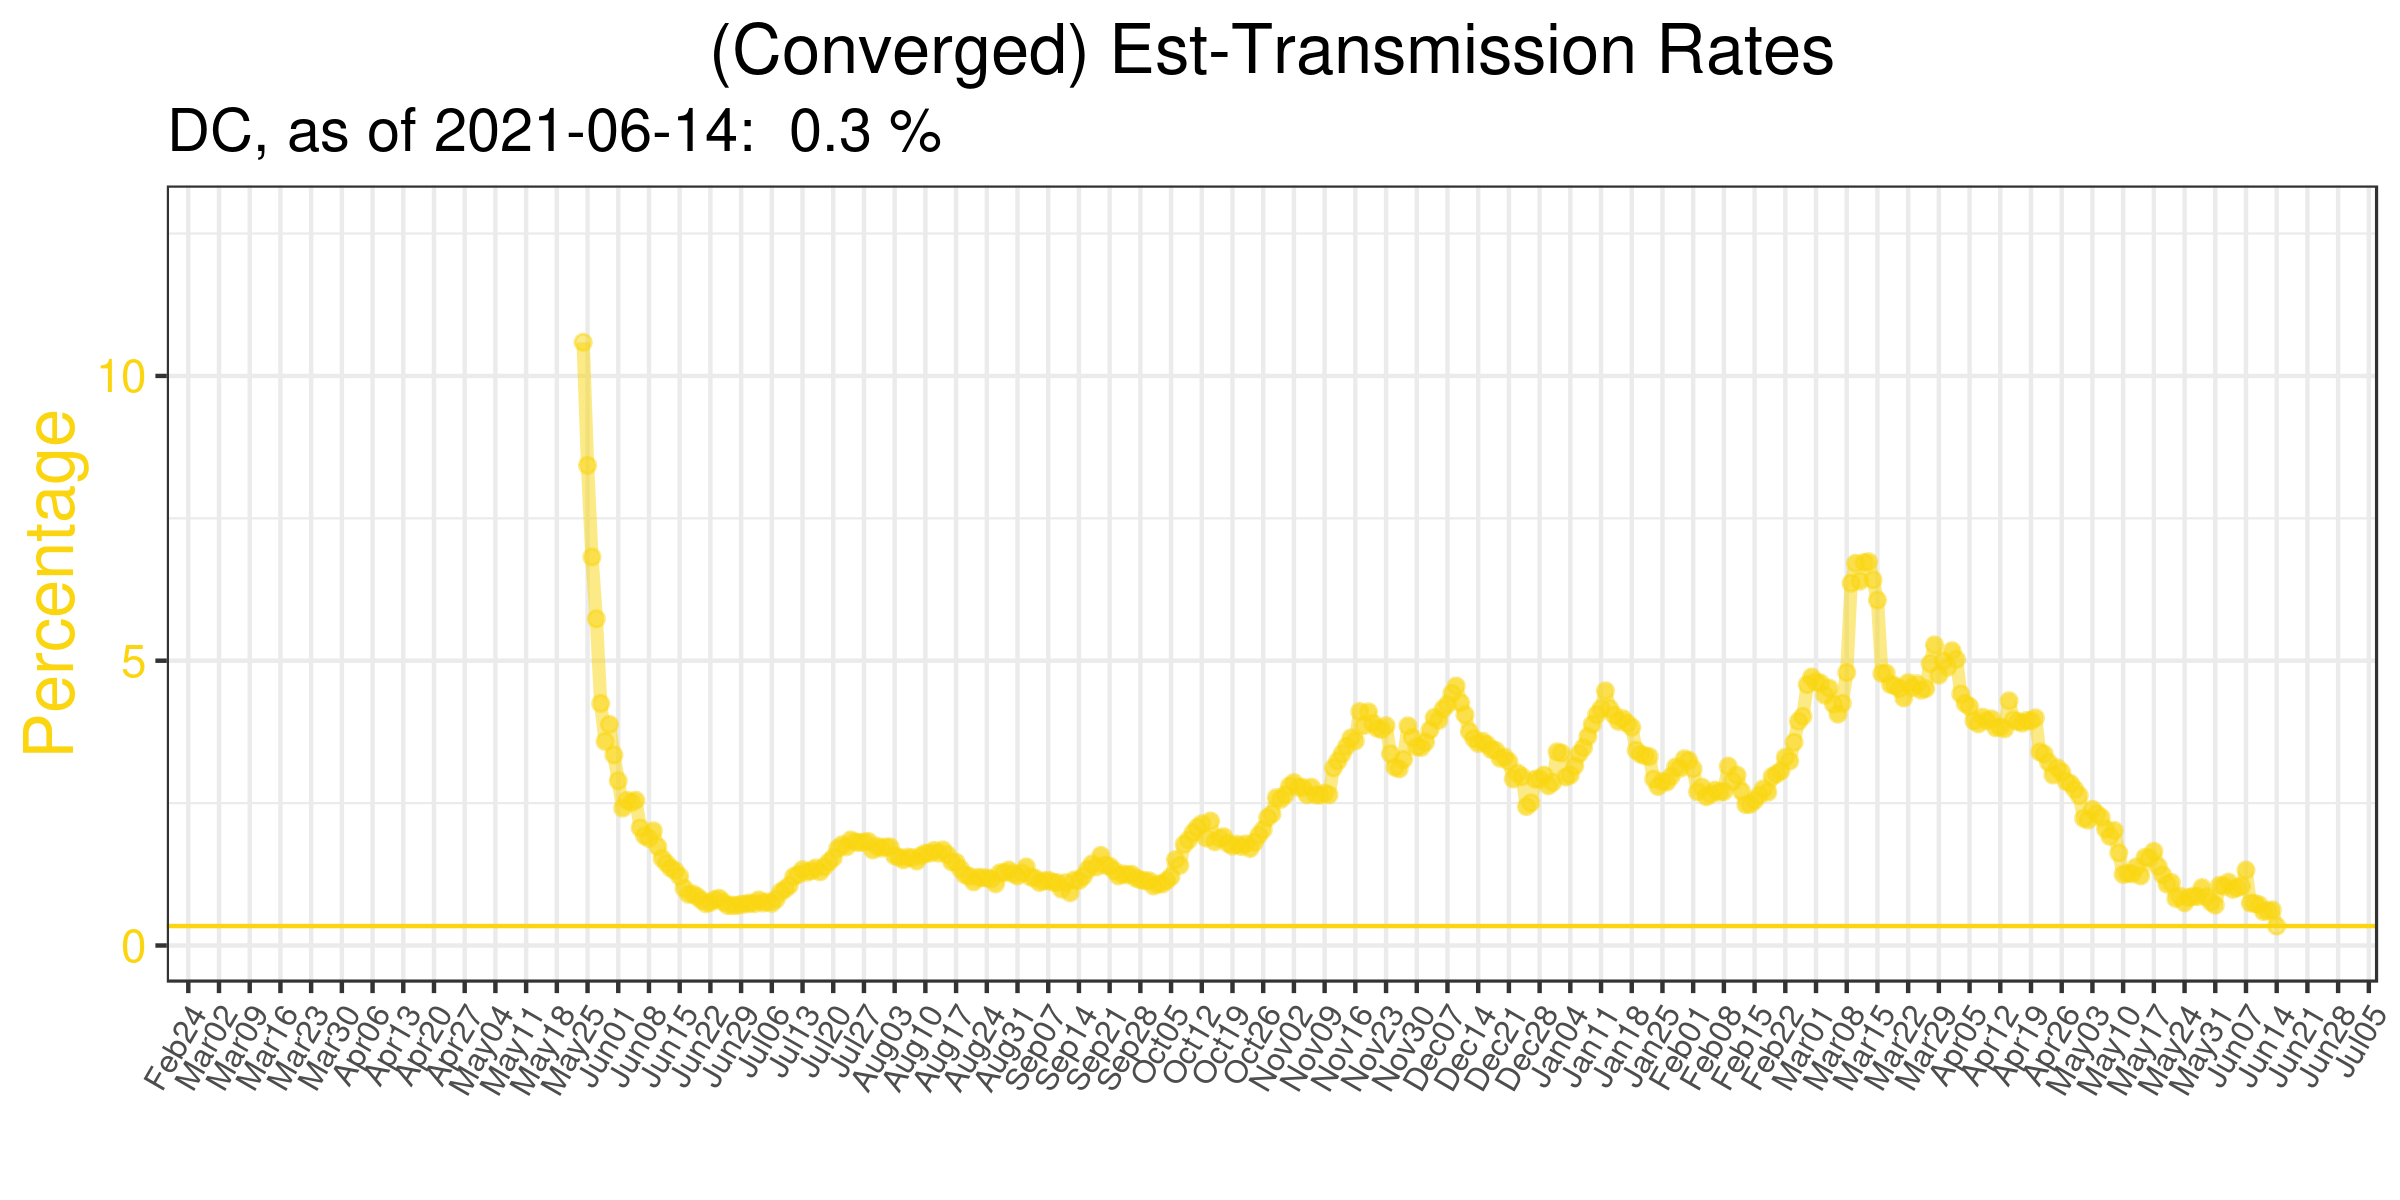 (Converged) Est-Transmission Rates
DC, as of 2021-06-14:  0.3 %
Percentage
10
5
0
Feb24
Mar02
Mar09
Mar16
Mar23
Mar30
Apr06
Apr13
Apr20
Apr27
May04
May11
May18
May25
Jun01
Jun08
Jun15
Jun22
Jun29
Jul06
Jul13
Jul20
Jul27
Aug03
Aug10
Aug17
Aug24
Aug31
Sep07
Sep14
Sep21
Sep28
Oct05
Oct12
Oct19
Oct26
Nov02
Nov09
Nov16
Nov23
Nov30
Dec07
Dec14
Dec21
Dec28
Jan04
Jan11
Jan18
Jan25
Feb01
Feb08
Feb15
Feb22
Mar01
Mar08
Mar15
Mar22
Mar29
Apr05
Apr12
Apr19
Apr26
May03
May10
May17
May24
May31
Jun07
Jun14
Jun21
Jun28
Jul05